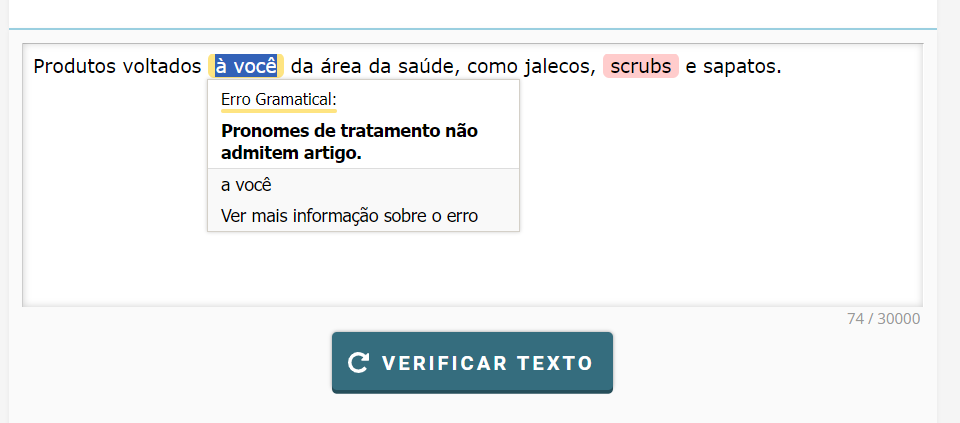 Produtos voltados à você da área da saúde, como jalecos, scrubs e sapatos.
Erro Gramatical:
Pronomes de tratamento não
admitem artigo.
a você
Ver mais informação sobre o erro
74 / 30000
VERIFICAR TEXTO